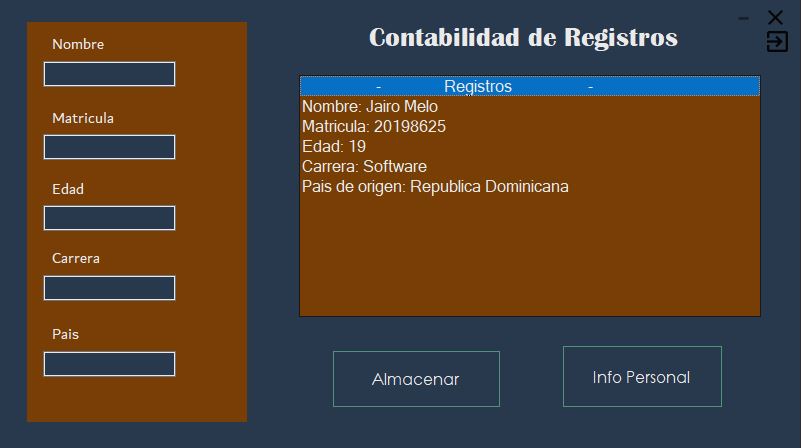 Nombre
Matricula
Edad
Carrera
Pais
Contabilidad de Registros
- Registros -
Nombre: Jairo Melo
Matricula: 20198625
Edad: 19
Carrera: Software
Pais de origen: Republica Dominicana
Almacenar
Info Personal